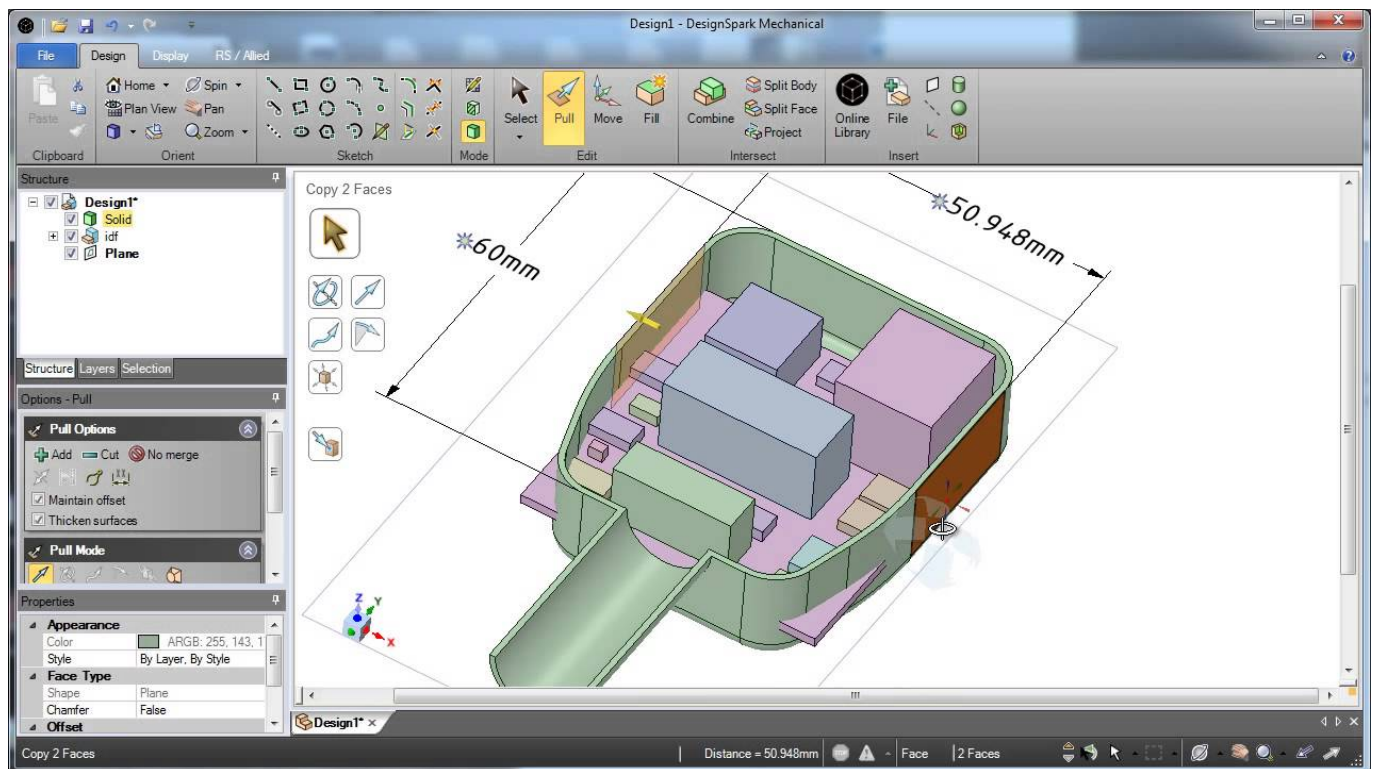 Design1 - DesignSpark Mechanical
File Design Display RS / Allied
Paste
Clipboard
Home Spin
Plan View Pan
Zoom
Orient
Sketch
Mode
Select Pull Move Fill
Edit
Combine
Split Body
Split Face
Project
Intersect
Online Library
File
Insert
Structure
Design1*
Solid
idf
Plane
Structure Layers Selection
Options - Pull
Pull Options
Add Cut No merge
Maintain offset
Thicken surfaces
Pull Mode
Properties
Appearance
Color ARGB: 255, 143, 1
Style By Layer, By Style
Face Type
Shape Plane
Chamfer False
Offset
Copy 2 Faces
60mm
50.948mm
Z
Y
X
Design1*
Copy 2 Faces Distance = 50.948mm Face 2 Faces